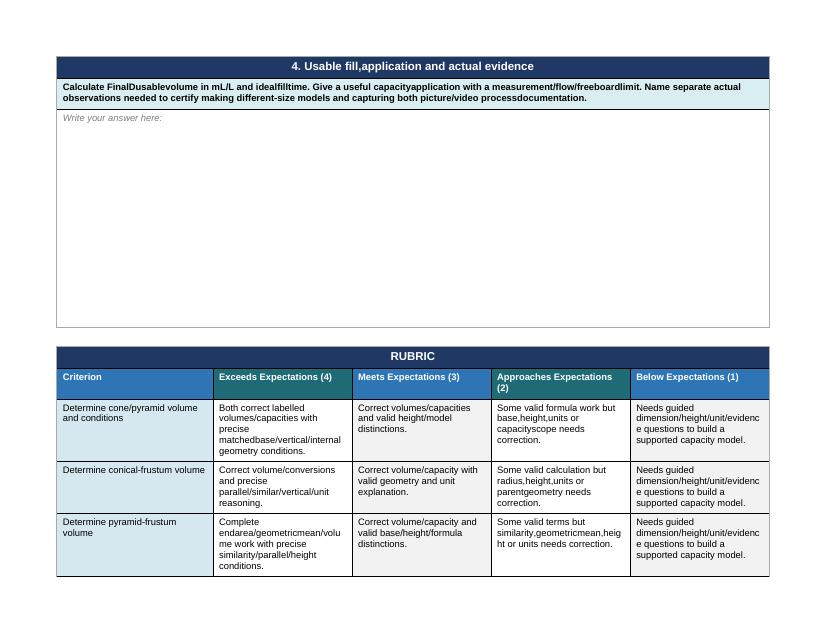 4. Usable fill,application and actual evidence
Calculate FinalDusablevolume in mL/L and idealfilltime. Give a useful capacityapplication with a measurement/flow/freeboardlimit. Name separate actual
observations needed to certify making different-size models and capturing both picture/video processdocumentation.
Write your answer here:
RUBRIC
Criterion
Exceeds Expectations (4)
Meets Expectations (3)
Approaches Expectations
(2)
Below Expectations (1)
Determine cone/pyramid volume
and conditions
Both correct labelled
volumes/capacities with
precise
matchedbase/vertical/internal
geometry conditions.
Correct volumes/capacities
and valid height/model
distinctions.
Some valid formula work but
base,height,units or
capacityscope needs
correction.
Needs guided
dimension/height/unit/evidenc
e questions to build a
supported capacity model.
Determine conical-frustum volume
Correct volume/conversions
and precise
parallel/similar/vertical/unit
reasoning.
Correct volume/capacity with
valid geometry and unit
explanation.
Some valid calculation but
radius,height,units or
parentgeometry needs
correction.
Needs guided
dimension/height/unit/evidenc
e questions to build a
supported capacity model.
Determine pyramid-frustum
volume
Complete
endarea/geometricmean/volu
me work with precise
similarity/parallel/height
conditions.
Correct volume/capacity and
valid base/height/formula
distinctions.
Some valid terms but
similarity,geometricmean,heig
ht or units needs correction.
Needs guided
dimension/height/unit/evidenc
e questions to build a
supported capacity model.